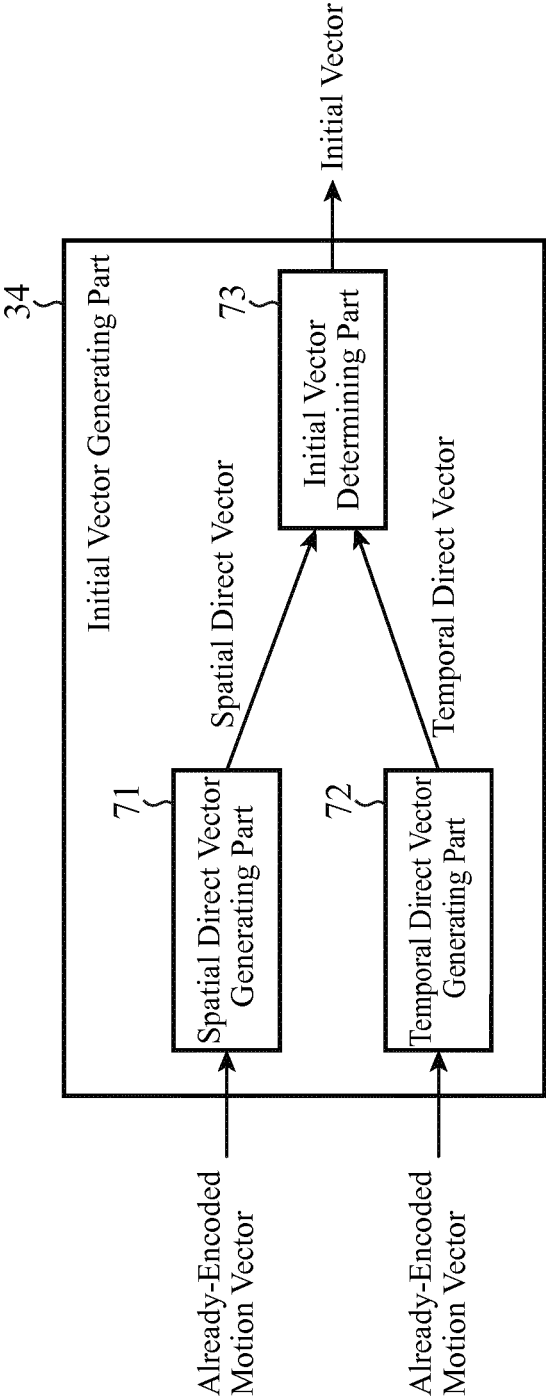 34
Initial Vector Generating Part
Already-Encoded
Motion Vector
71
Spatial Direct Vector
Generating Part
Spatial Direct Vector
73
Initial Vector
Determining Part
Initial Vector
Already-Encoded
Motion Vector
72
Temporal Direct Vector
Generating Part
Temporal Direct Vector